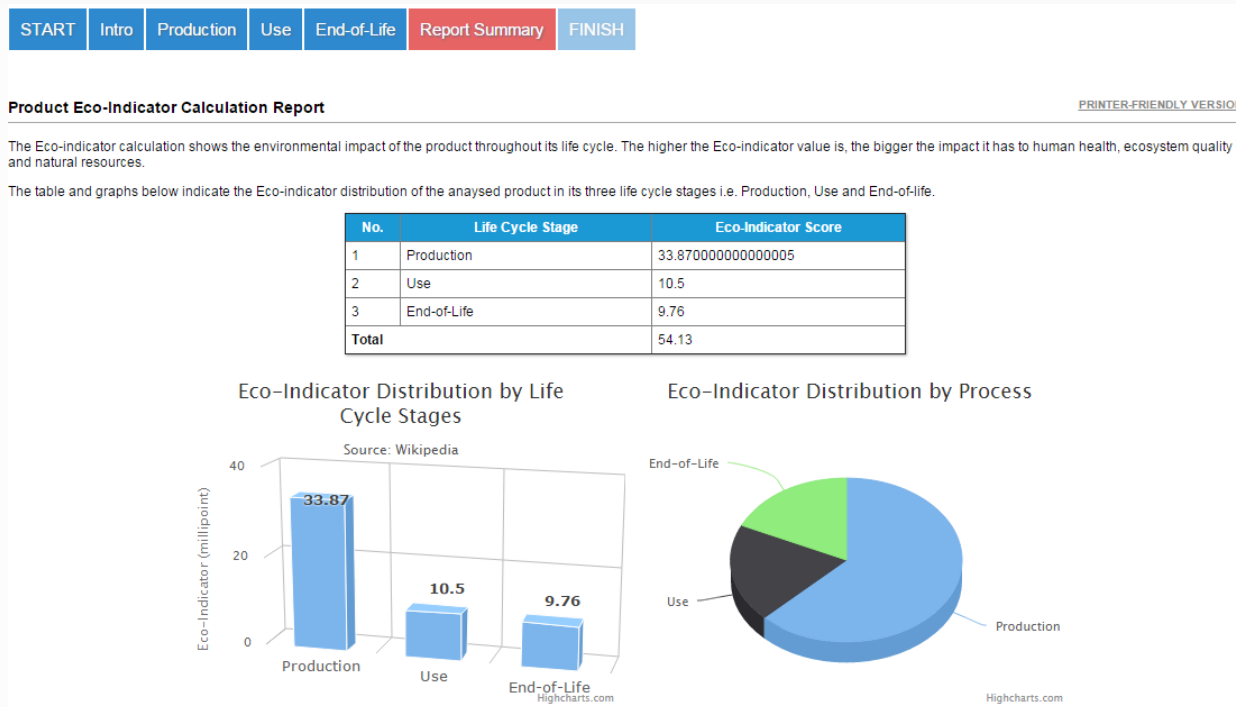 START Intro Production Use End-of-Life Report Summary FINISH
Product Eco-Indicator Calculation Report
PRINTER-FRIENDLY VERSIO
The Eco-indicator calculation shows the environmental impact of the product throughout its life cycle. The higher the Eco-indicator value is, the bigger the impact it has to human health, ecosystem quality
and natural resources.
The table and graphs below indicate the Eco-indicator distribution of the anaysed product in its three life cycle stages i.e. Production, Use and End-of-life.
No. Life Cycle Stage Eco-Indicator Score
1 Production 33.870000000000005
2 Use 10.5
3 End-of-Life 9.76
Total 54.13
Eco-Indicator Distribution by Life
Cycle Stages
Source: Wikipedia
Eco-Indicator (millipoint)
40
20
0
33.87
10.5
9.76
Production
Use
End-of-Life
Highcharts.com
Eco-Indicator Distribution by Process
End-of-Life
Use
Production
Highcharts.com